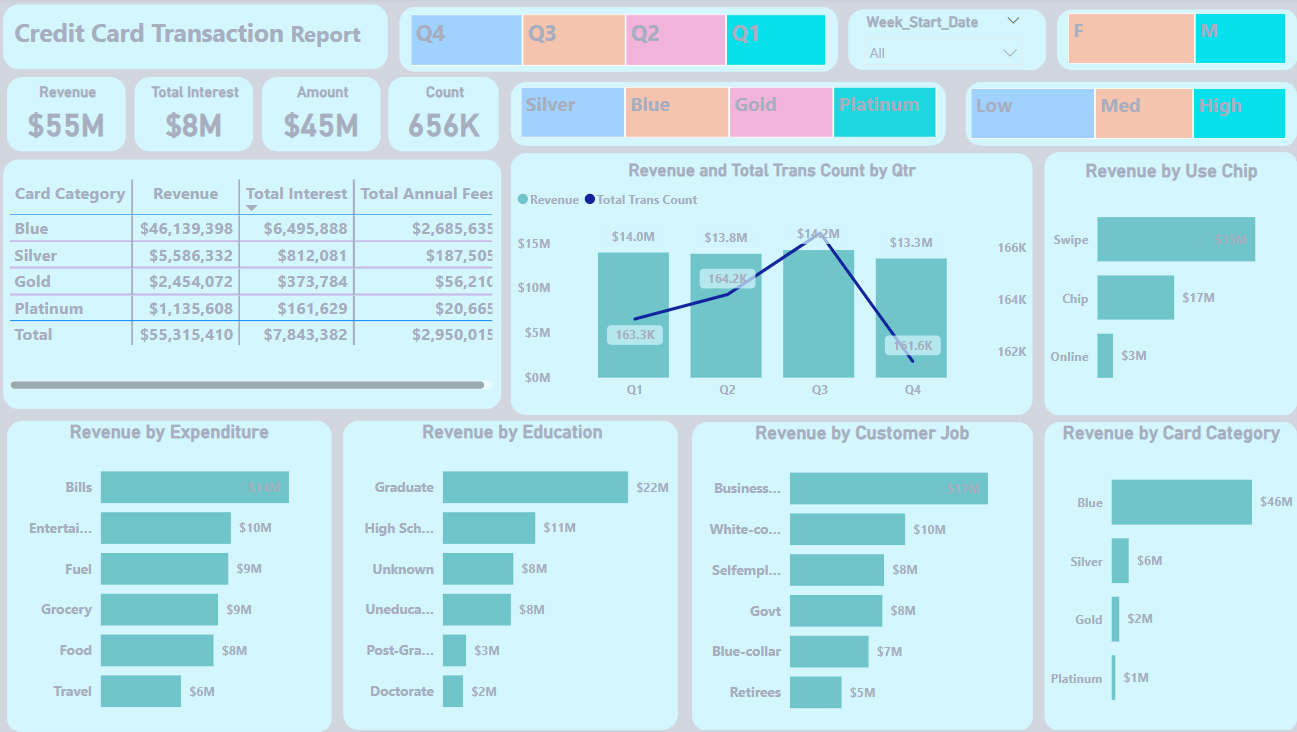 Credit Card Transaction Report
Q4
Q3
Q2
Q1
Week_Start_Date
All
F
M
Revenue
$55M
Total Interest
$8M
Amount
$45M
Count
656K
Silver
Blue
Gold
Platinum
Low
Med
High
Card Category Revenue Total Interest Total Annual Fees
Blue $46,139,398 $6,495,888 $2,685,635
Silver $5,586,332 $812,081 $187,505
Gold $2,454,072 $373,784 $56,210
Platinum $1,135,608 $161,629 $20,665
Total $55,315,410 $7,843,382 $2,950,015
Revenue and Total Trans Count by Qtr
Revenue Total Trans Count
$15M
$10M
$5M
$0M
$14.0M
$13.8M
$14.2M
$13.3M
163.3K
164.2K
161.6K
166K
164K
162K
Q1
Q2
Q3
Q4
Revenue by Use Chip
Swipe $35M
Chip $17M
Online $3M
Revenue by Expenditure
Bills $14M
Entertai... $10M
Fuel $9M
Grocery $9M
Food $8M
Travel $6M
Revenue by Education
Graduate $22M
High Sch... $11M
Unknown $8M
Uneduca... $8M
Post-Gra... $3M
Doctorate $2M
Revenue by Customer Job
Business... $17M
White-co... $10M
Selfempl... $8M
Govt $8M
Blue-collar $7M
Retirees $5M
Revenue by Card Category
Blue $46M
Silver $6M
Gold $2M
Platinum $1M